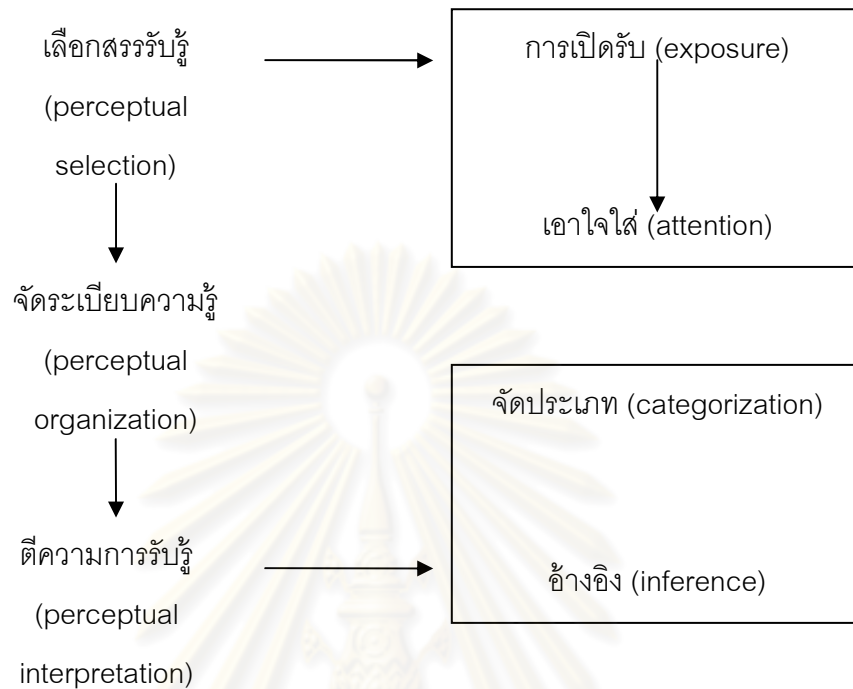 เลือกสรรรับรู้
(perceptual
selection)
การเปิดรับ (exposure)
เอาใจใส่ (attention)
จัดระเบียบความรู้
(perceptual
organization)
จัดประเภท (categorization)
ตีความการรับรู้
(perceptual
interpretation)
อ้างอิง (inference)